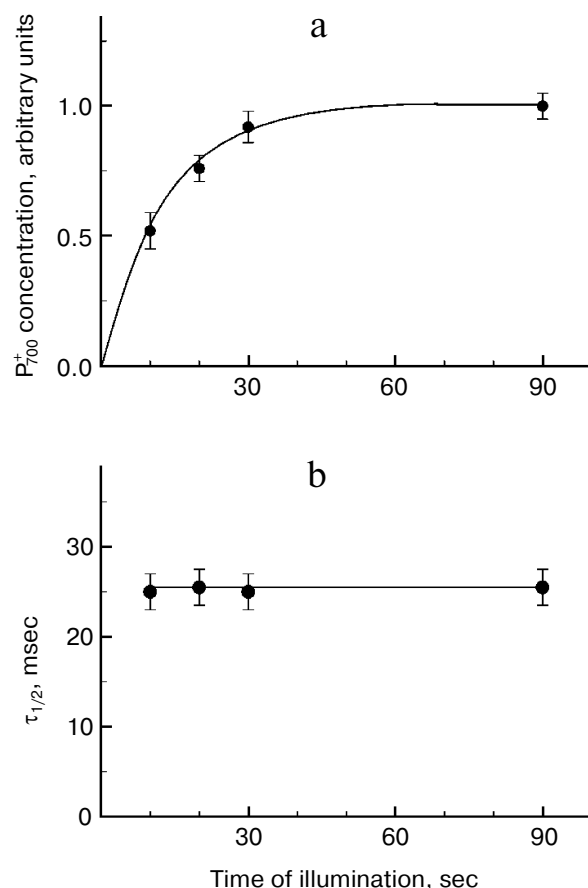 a
P⁺₇₀₀ concentration, arbitrary units
1.0
0.5
0.0
30
60
90
b
τ₁/₂, msec
30
20
10
0
30
60
90
Time of illumination, sec